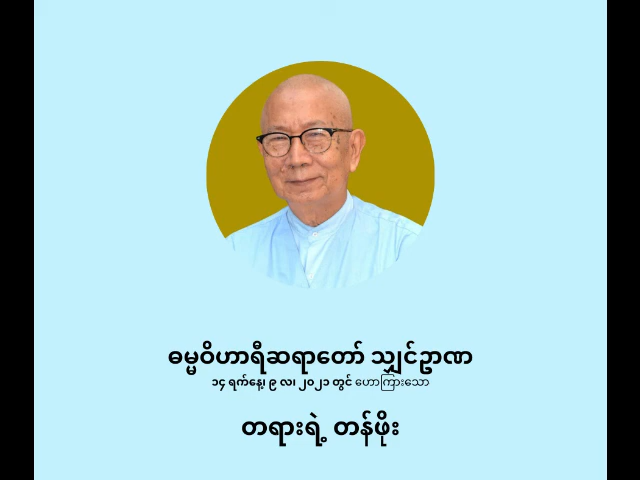 ဓမ္မဝိဟာရီဆရာတော် သျှင်ဥာဏ
၁၄ ရက်နေ့၊ ၉ လ၊ ၂၀၂၁ တွင် ဟောကြားသော
တရားရဲ့ တန်ဖိုး